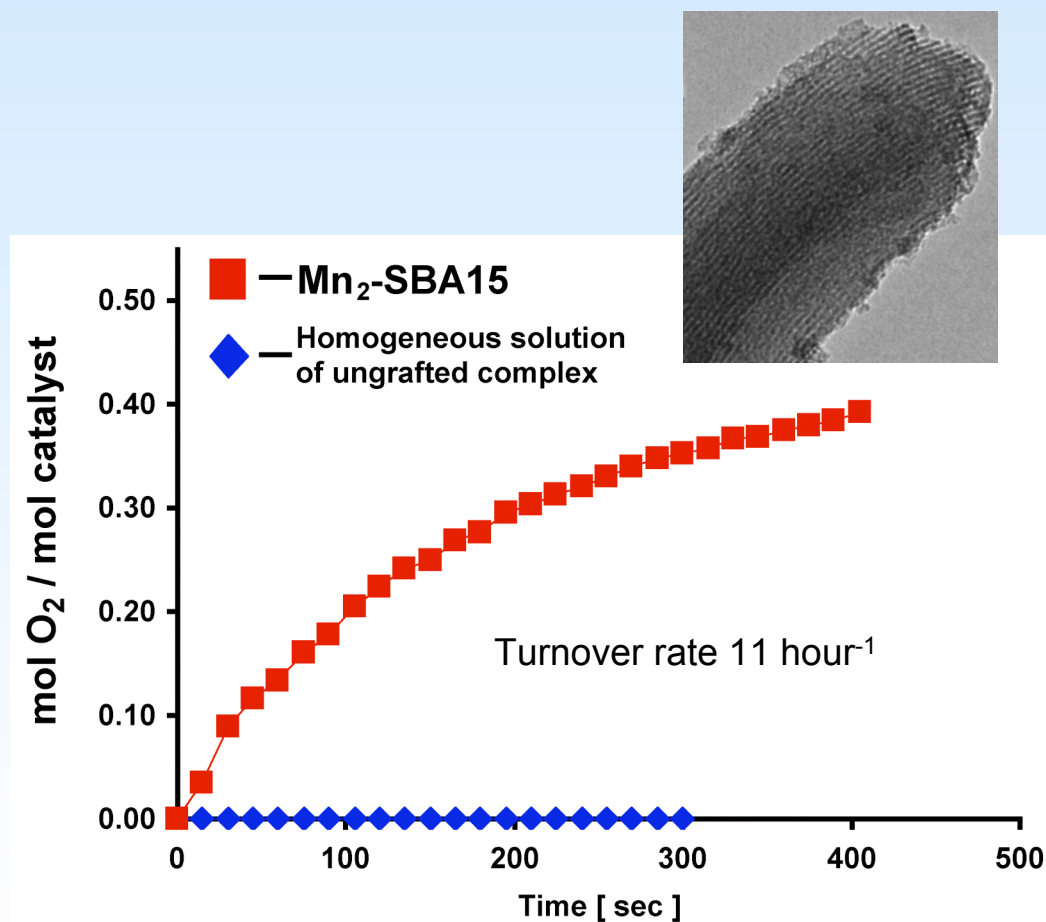 Mn₂-SBA15
Homogeneous solution
of ungrafted complex
0.50
0.40
0.30
0.20
0.10
0.00
mol O₂ / mol catalyst
Turnover rate 11 hour⁻¹
0 100 200 300 400 500
Time [ sec ]